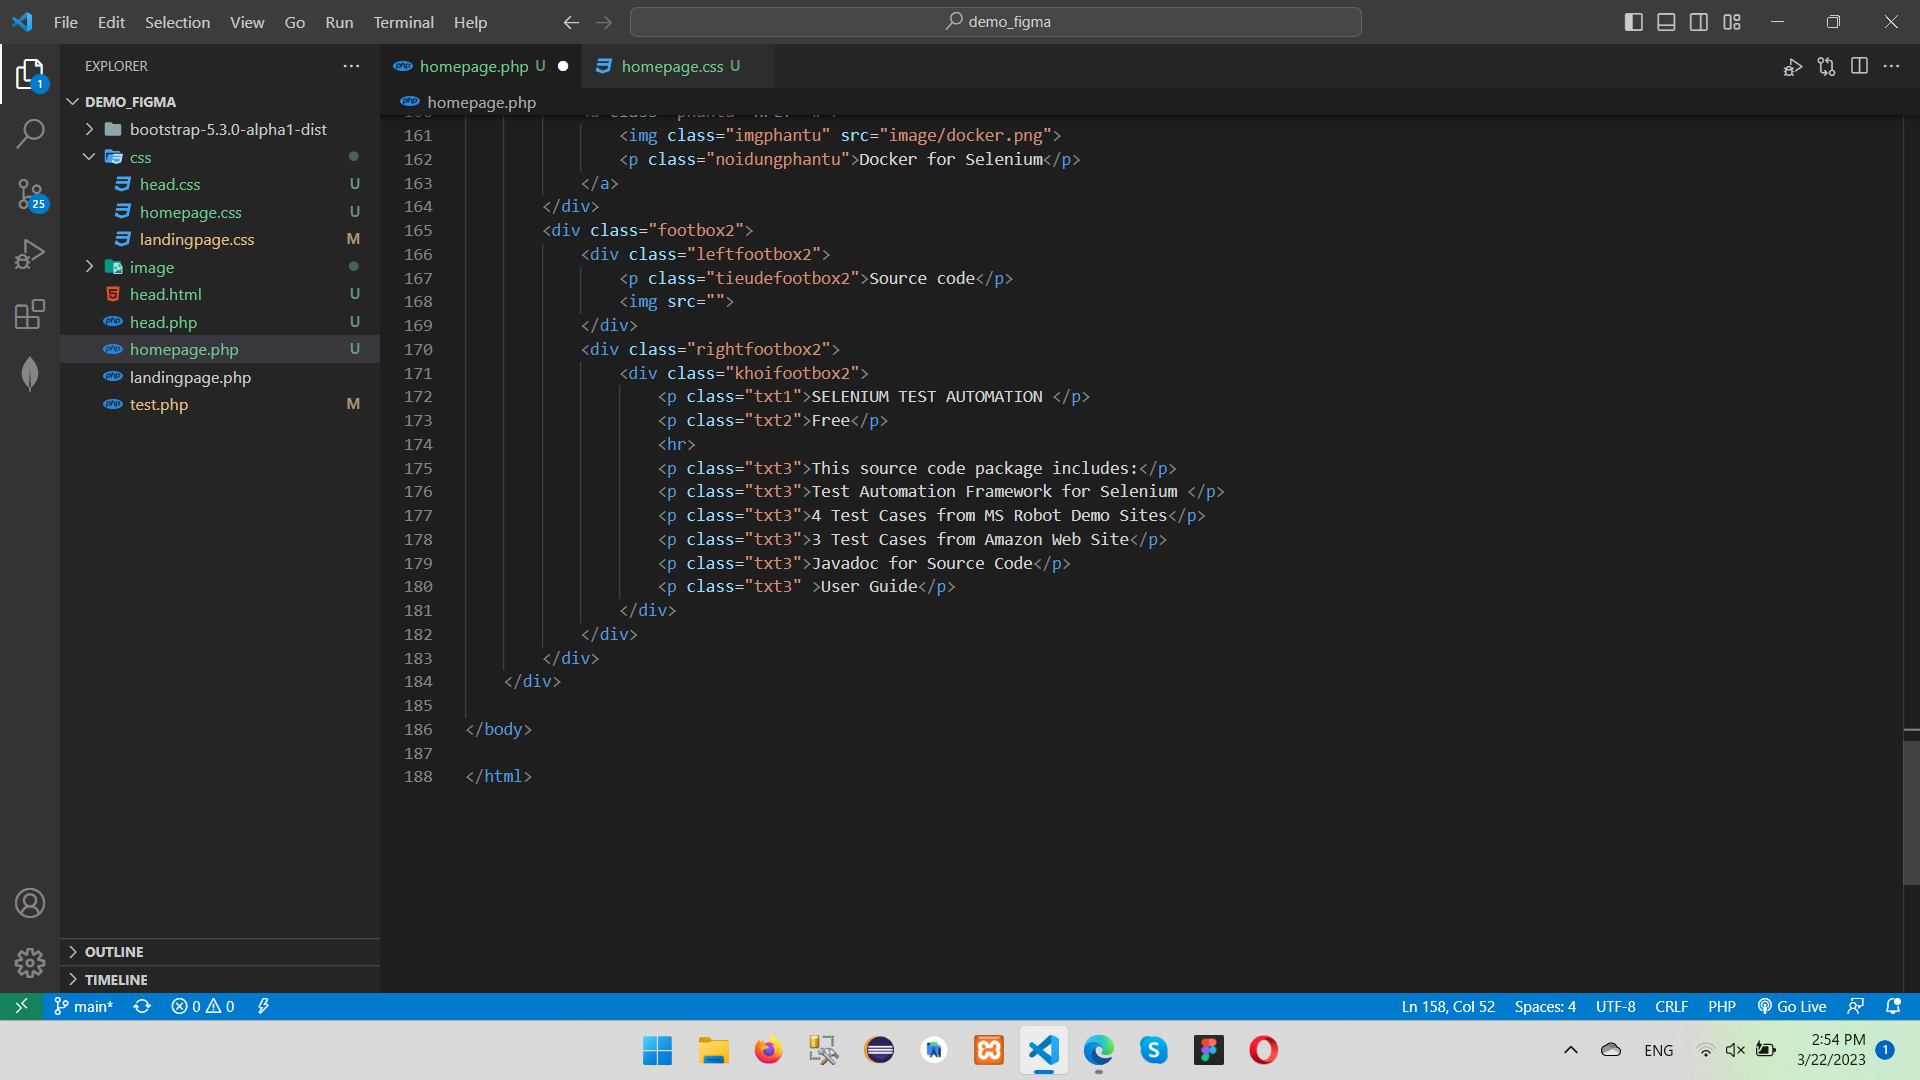 File Edit Selection View Go Run Terminal Help
demo_figma
EXPLORER
homepage.php U
homepage.css U
DEMO_FIGMA
homepage.php
bootstrap-5.3.0-alpha1-dist
css
head.css U
homepage.css U
landingpage.css M
image
head.html U
head.php U
homepage.php U
landingpage.php
test.php M
161 <img class="imgphantu" src="image/docker.png">
162 <p class="noidungphantu">Docker for Selenium</p>
163 </a>
164 </div>
165 <div class="footbox2">
166 <div class="leftfootbox2">
167 <p class="tieudefootbox2">Source code</p>
168 <img src="">
169 </div>
170 <div class="rightfootbox2">
171 <div class="khoifootbox2">
172 <p class="txt1">SELENIUM TEST AUTOMATION </p>
173 <p class="txt2">Free</p>
174 <hr>
175 <p class="txt3">This source code package includes:</p>
176 <p class="txt3">Test Automation Framework for Selenium </p>
177 <p class="txt3">4 Test Cases from MS Robot Demo Sites</p>
178 <p class="txt3">3 Test Cases from Amazon Web Site</p>
179 <p class="txt3">Javadoc for Source Code</p>
180 <p class="txt3" >User Guide</p>
181 </div>
182 </div>
183 </div>
184 </div>
185
186 </body>
187
188 </html>
1
25
OUTLINE
TIMELINE
main* 0 0
Ln 158, Col 52 Spaces: 4 UTF-8 CRLF PHP Go Live
ENG
2:54 PM
3/22/2023
1